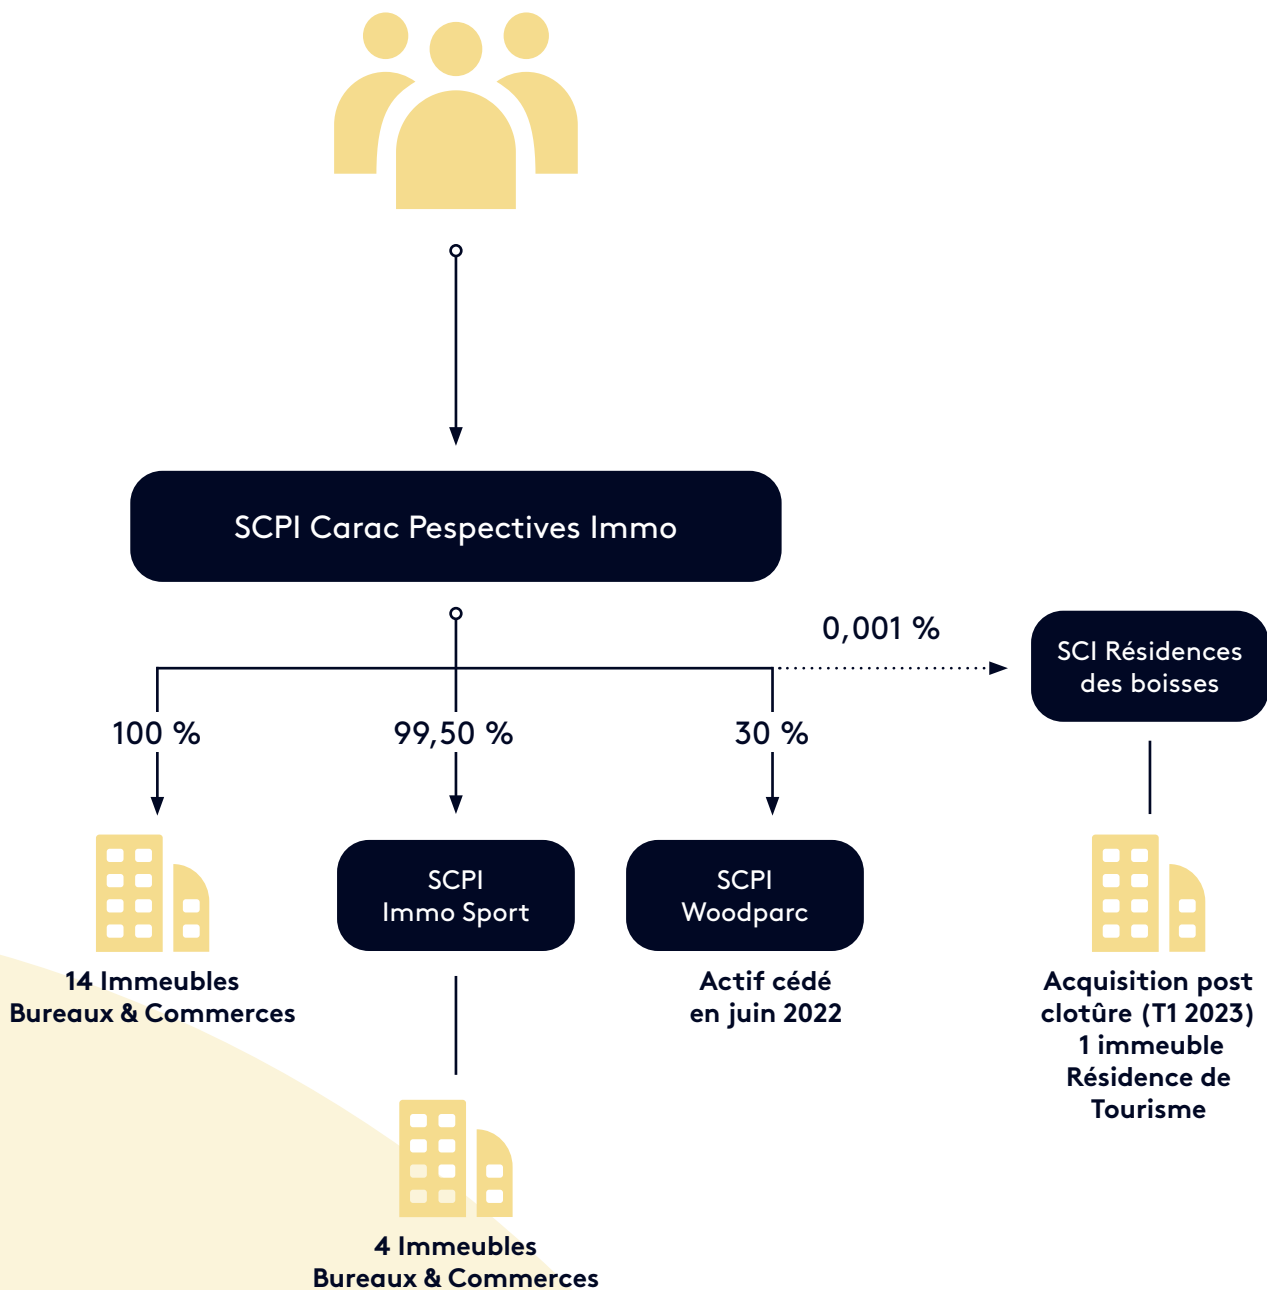 SCPI Carac Pespectives Immo
0,001 %
SCI Résidences
des boisses
100 %
99,50 %
30 %
SCPI
Immo Sport
SCPI
Woodparc
14 Immeubles
Bureaux & Commerces
Actif cédé
en juin 2022
Acquisition post
clotûre (T1 2023)
1 immeuble
Résidence de
Tourisme
4 Immeubles
Bureaux & Commerces